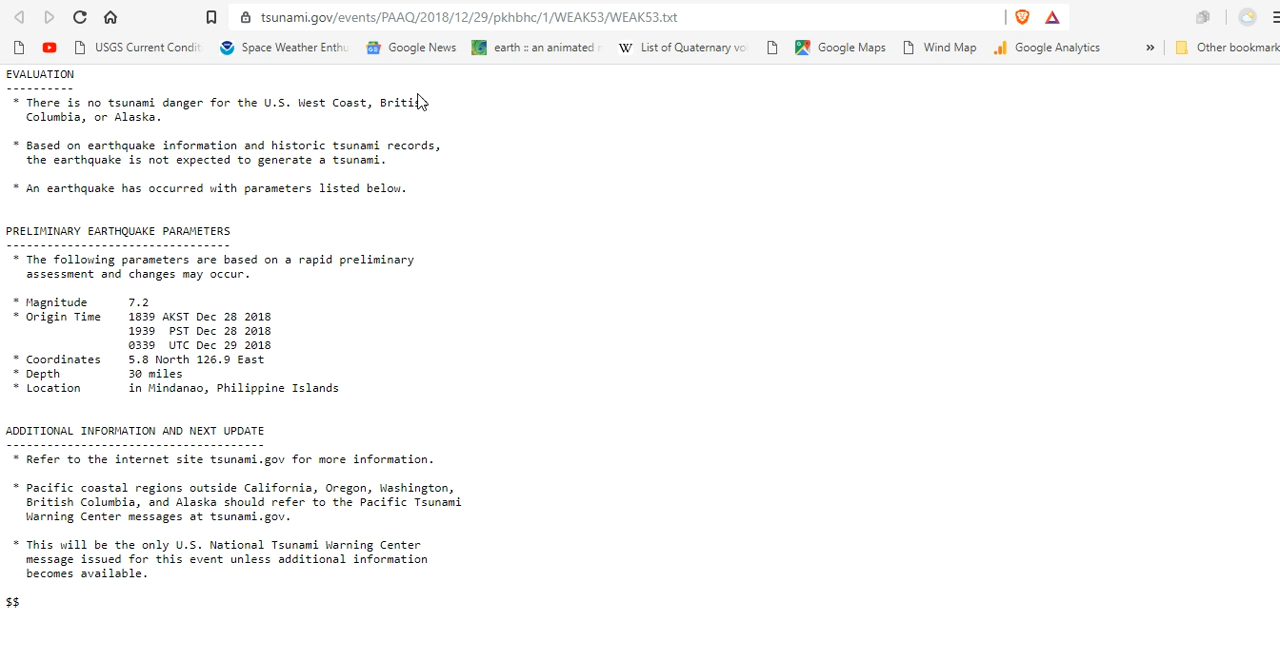 tsunami.gov/events/PAAQ/2018/12/29/pkhbhc/1/WEAK53/WEAK53.txt
USGS Current Condit Space Weather Enthu Google News earth :: an animated List of Quaternary vo Google Maps Wind Map Google Analytics » Other bookmark
EVALUATION
----------
* There is no tsunami danger for the U.S. West Coast, British
Columbia, or Alaska.
* Based on earthquake information and historic tsunami records,
the earthquake is not expected to generate a tsunami.
* An earthquake has occurred with parameters listed below.
PRELIMINARY EARTHQUAKE PARAMETERS
---------------------------------
* The following parameters are based on a rapid preliminary
assessment and changes may occur.
* Magnitude 7.2
* Origin Time 1839 AKST Dec 28 2018
1939 PST Dec 28 2018
0339 UTC Dec 29 2018
* Coordinates 5.8 North 126.9 East
* Depth 30 miles
* Location in Mindanao, Philippine Islands
ADDITIONAL INFORMATION AND NEXT UPDATE
--------------------------------------
* Refer to the internet site tsunami.gov for more information.
* Pacific coastal regions outside California, Oregon, Washington,
British Columbia, and Alaska should refer to the Pacific Tsunami
Warning Center messages at tsunami.gov.
* This will be the only U.S. National Tsunami Warning Center
message issued for this event unless additional information
becomes available.
$$